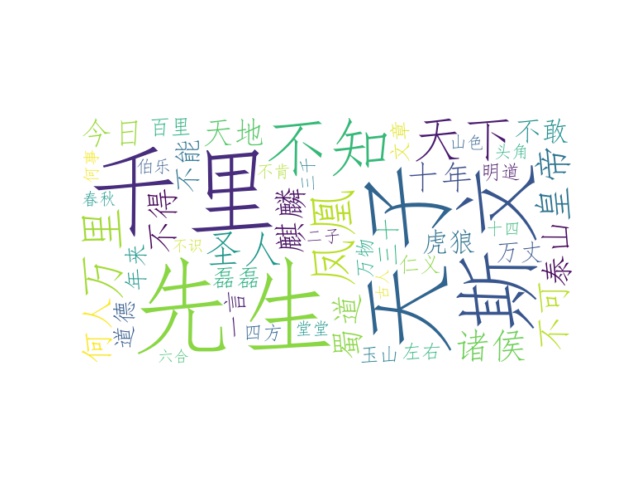 今日
百里
天地
不知
文章
天下
山色
不敢
何事
伯乐
不能
千里
不肯
三千
十年
头角
明道
皇帝
春秋
不得
麒麟
凤凰
天子
斯文
万里
不识
圣人
二子
万物
三十
虎狼
十四
万丈
泰山
年来
先生
磊磊
古人
仁义
何人
道德
一言
四方
堂堂
蜀道
不可
六合
玉山
左右
诸侯